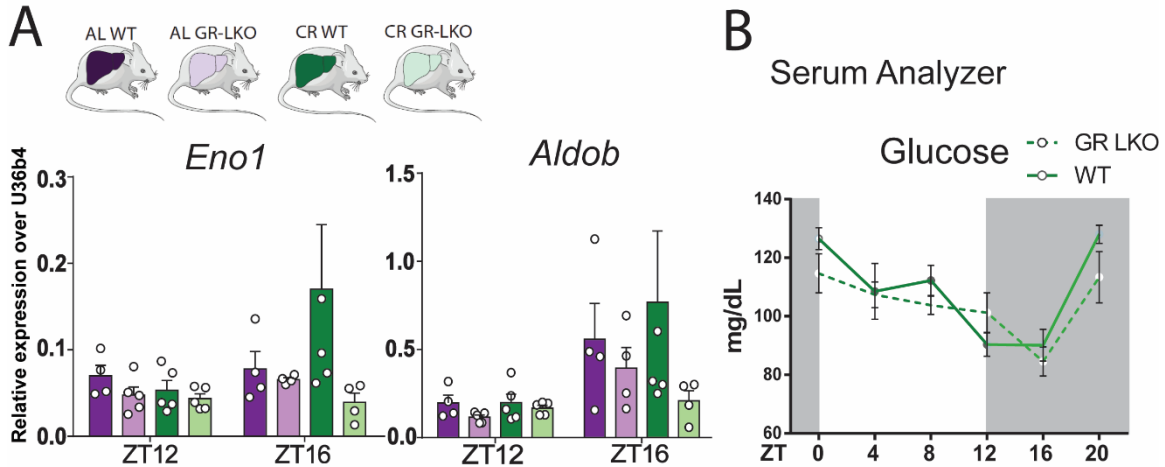 A
AL WT
AL GR-LKO
CR WT
CR GR-LKO
Eno1
Relative expression over U36b4
0.3
0.2
0.1
0.0
ZT12
ZT16
Aldob
1.5
1.0
0.5
0.0
ZT12
ZT16
B
Serum Analyzer
Glucose
GR LKO
WT
mg/dL
140
120
100
80
60
ZT 0 4 8 12 16 20